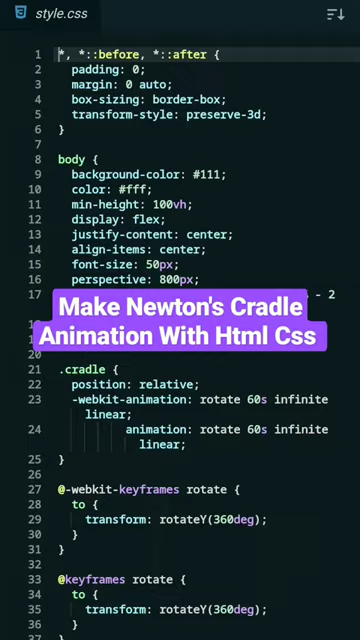 style.css
1 *, *::before, *::after {
2 padding: 0;
3 margin: 0 auto;
4 box-sizing: border-box;
5 transform-style: preserve-3d;
6 }
7
8 body {
9 background-color: #111;
10 color: #fff;
11 min-height: 100vh;
12 display: flex;
13 justify-content: center;
14 align-items: center;
15 font-size: 50px;
16 perspective: 800px;
17 - 2
Make Newton's Cradle
Animation With Html Css
21 .cradle {
22 position: relative;
23 -webkit-animation: rotate 60s infinite
linear;
24 animation: rotate 60s infinite
linear;
25 }
26
27 @-webkit-keyframes rotate {
28 to {
29 transform: rotateY(360deg);
30 }
31 }
32
33 @keyframes rotate {
34 to {
35 transform: rotateY(360deg);
36 }
37 }